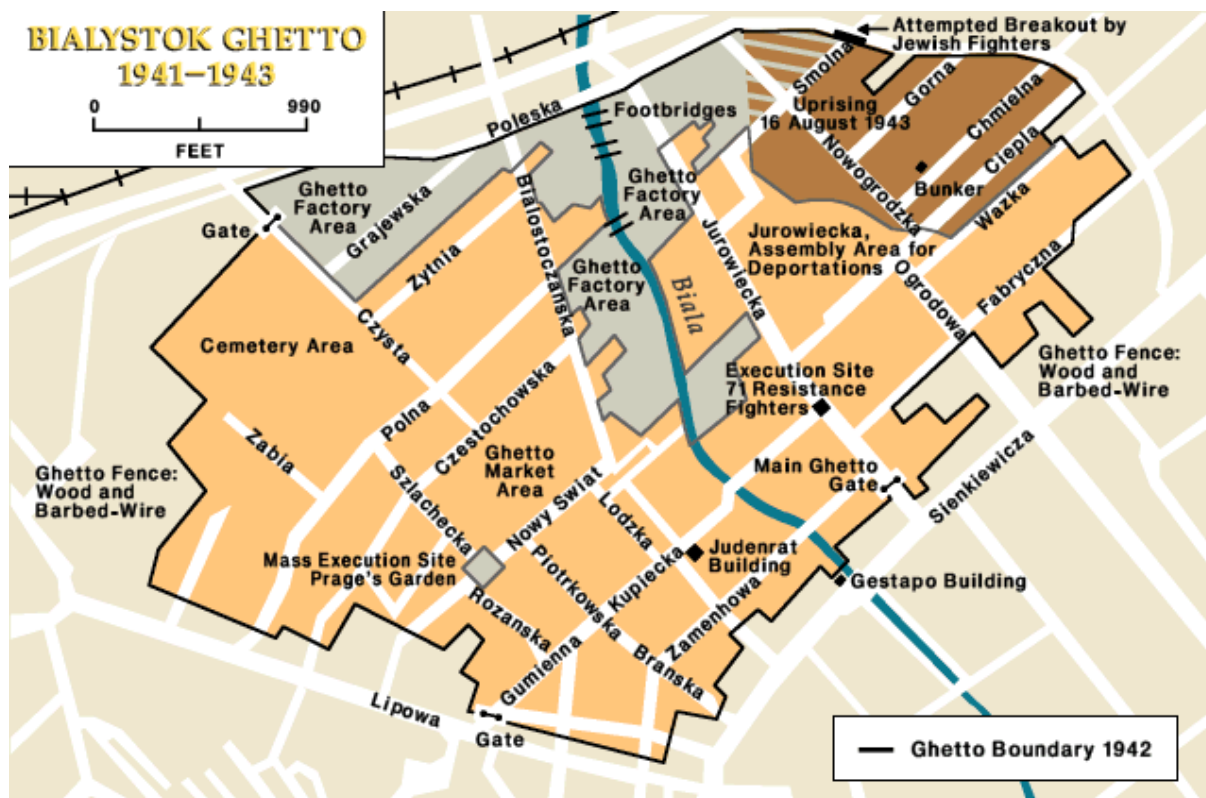 BIALYSTOK GHETTO
1941–1943
0 990
FEET
Attempted Breakout by
Jewish Fighters
Smolna
Gorna
Chmielna
Ciepla
Uprising
16 August 1943
Bunker
Nowogrodzka
Wazka
Footbridges
Poleska
Ghetto
Factory
Area
Grajewska
Gate
Zytnia
Bialostoczanska
Ghetto
Factory
Area
Jurowiecka
Jurowiecka,
Assembly Area for
Deportations
Ogrodowa
Fabryczna
Ghetto
Factory
Area
Biala
Czysta
Cemetery Area
Execution Site
71 Resistance
Fighters
Ghetto Fence:
Wood and
Barbed-Wire
Polna
Czestochowska
Zabia
Szlachecka
Ghetto
Market
Area
Ghetto Fence:
Wood and
Barbed-Wire
Nowy Swiat
Lodzka
Main Ghetto
Gate
Sienkiewicza
Mass Execution Site
Prage's Garden
Piotrkowska
Kupiecka
Judenrat
Building
Gestapo Building
Rozanska
Zamenhowa
Gumienna
Branska
Lipowa
Gate
Ghetto Boundary 1942